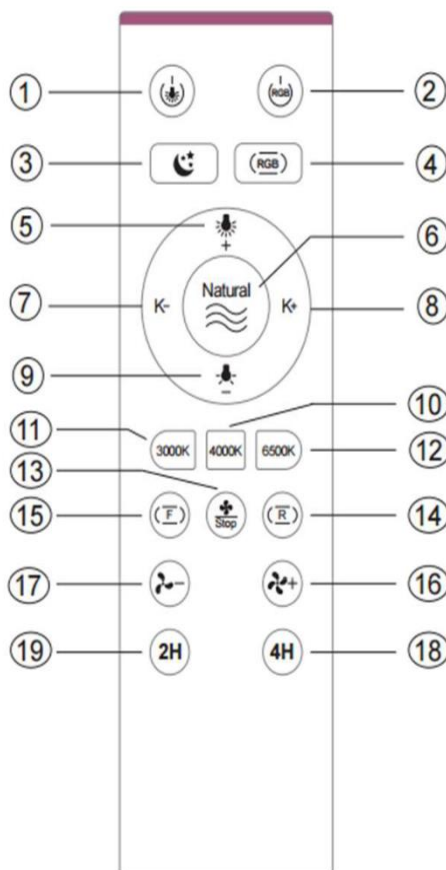 1 2
RGB
3 4
RGB
5
+ 6
Natural
7 K- K+ 8
9
−
10
11 3000K 4000K 6500K 12
13
15 F Stop R 14
17 − + 16
19 2H 4H 18